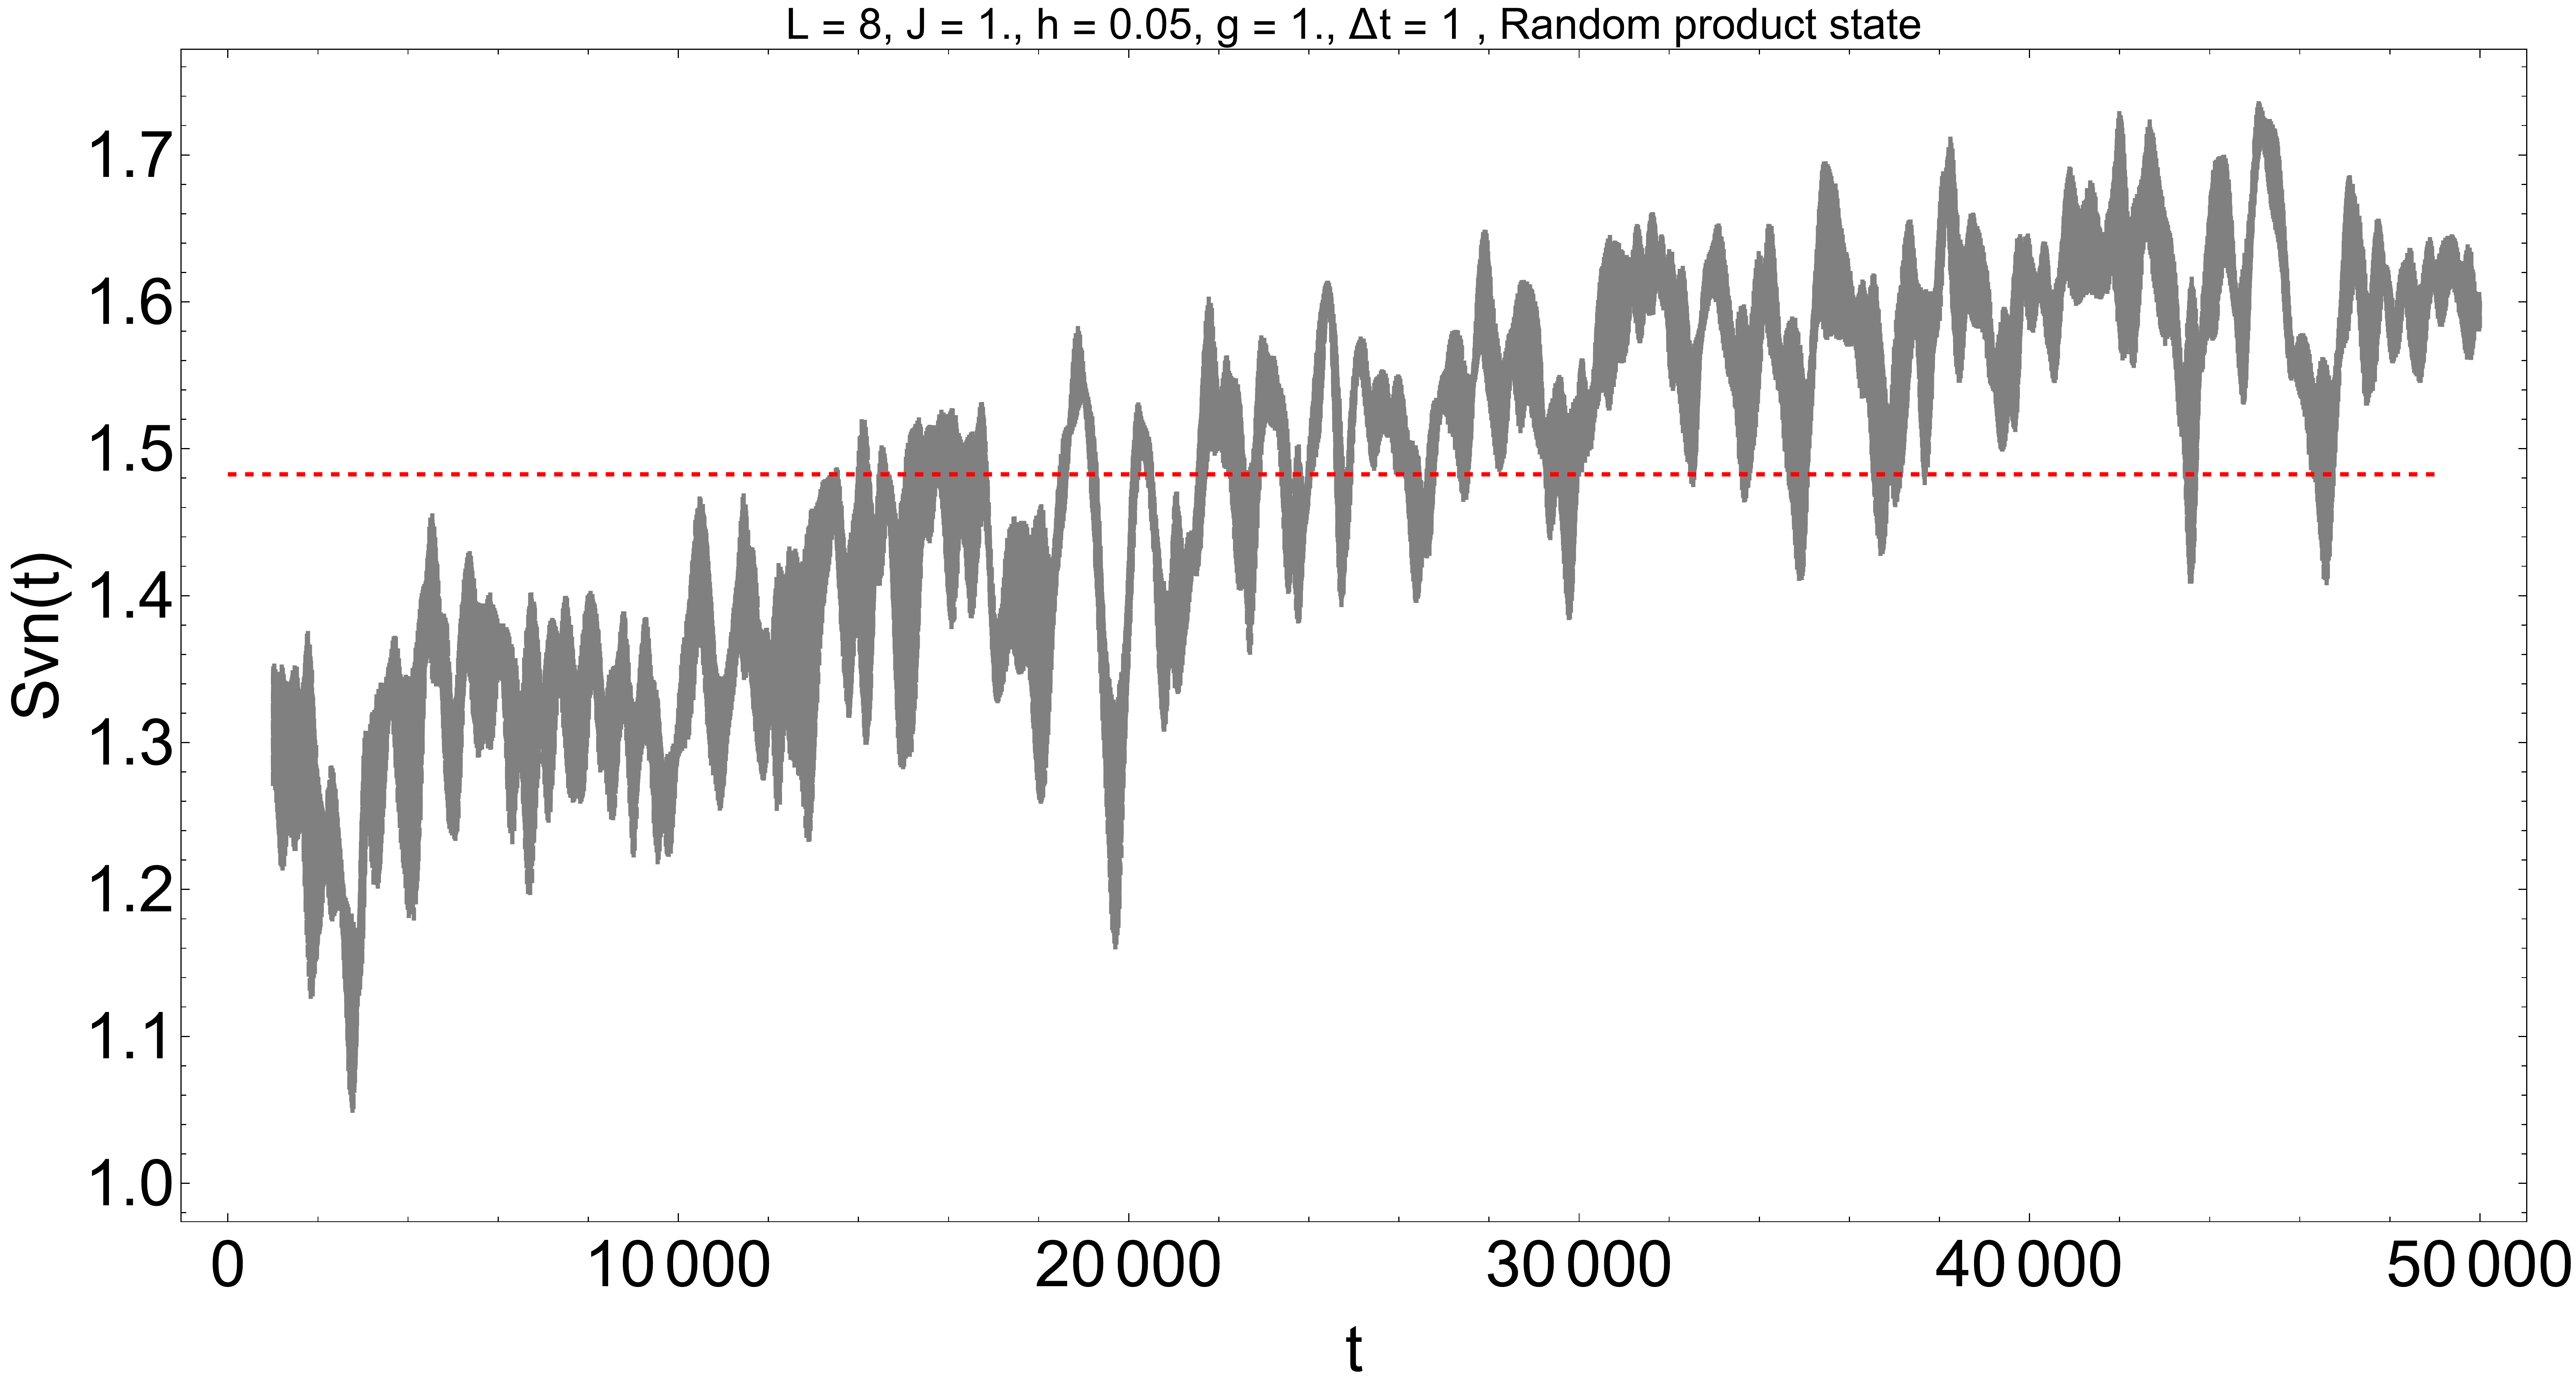 L = 8, J = 1., h = 0.05, g = 1., Δt = 1 , Random product state
Svn(t)
1.7
1.6
1.5
1.4
1.3
1.2
1.1
1.0
0 10 000 20 000 30 000 40 000 50 000
t